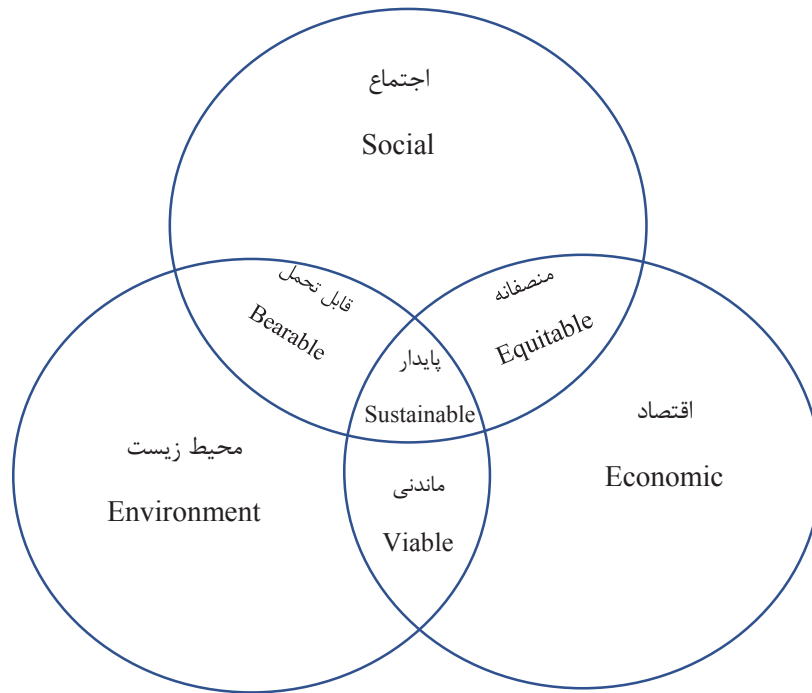 اجتماع
Social
قابل تحمل
Bearable
منصفانه
Equitable
پایدار
Sustainable
محیط زیست
Environment
اقتصاد
Economic
ماندنی
Viable